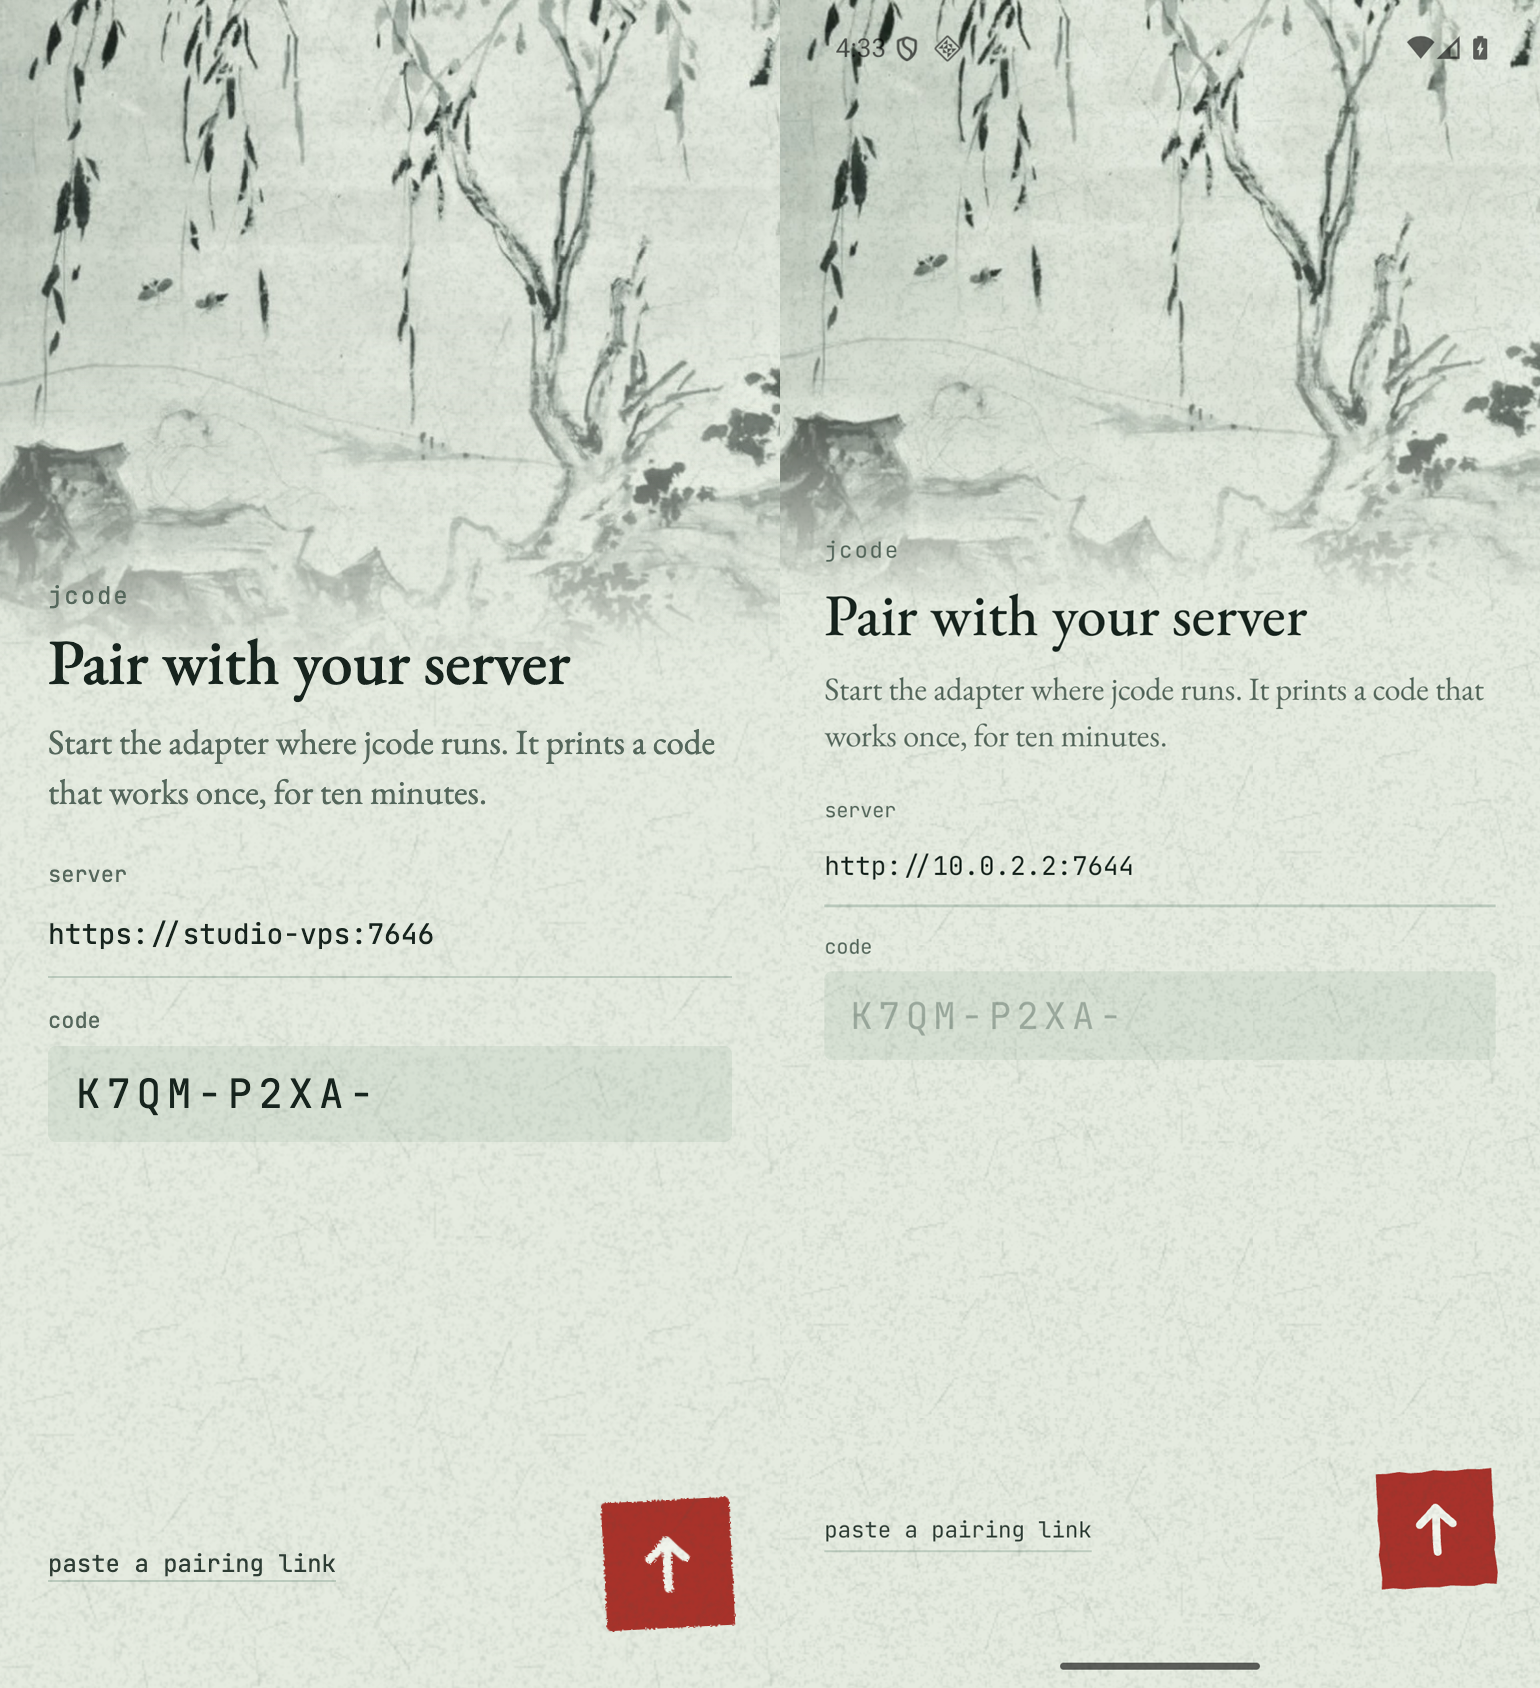 jcode
Pair with your server
Start the adapter where jcode runs. It prints a code
that works once, for ten minutes.
server
https://studio-vps:7646
code
K7QM-P2XA-
paste a pairing link
4:33
jcode
Pair with your server
Start the adapter where jcode runs. It prints a code that
works once, for ten minutes.
server
http://10.0.2.2:7644
code
K7QM-P2XA-
paste a pairing link